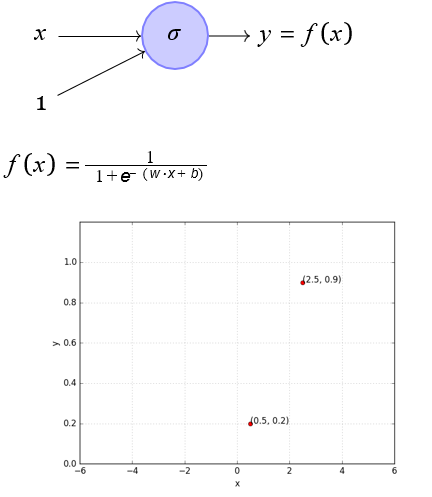 x σ y = f(x)
1
f(x) = 1 / 1+e^-(w·x+b)
1.0
(2.5, 0.9)
0.8
0.6
y
0.4
(0.5, 0.2)
0.2
0.0
−6 −4 −2 0 2 4 6
x